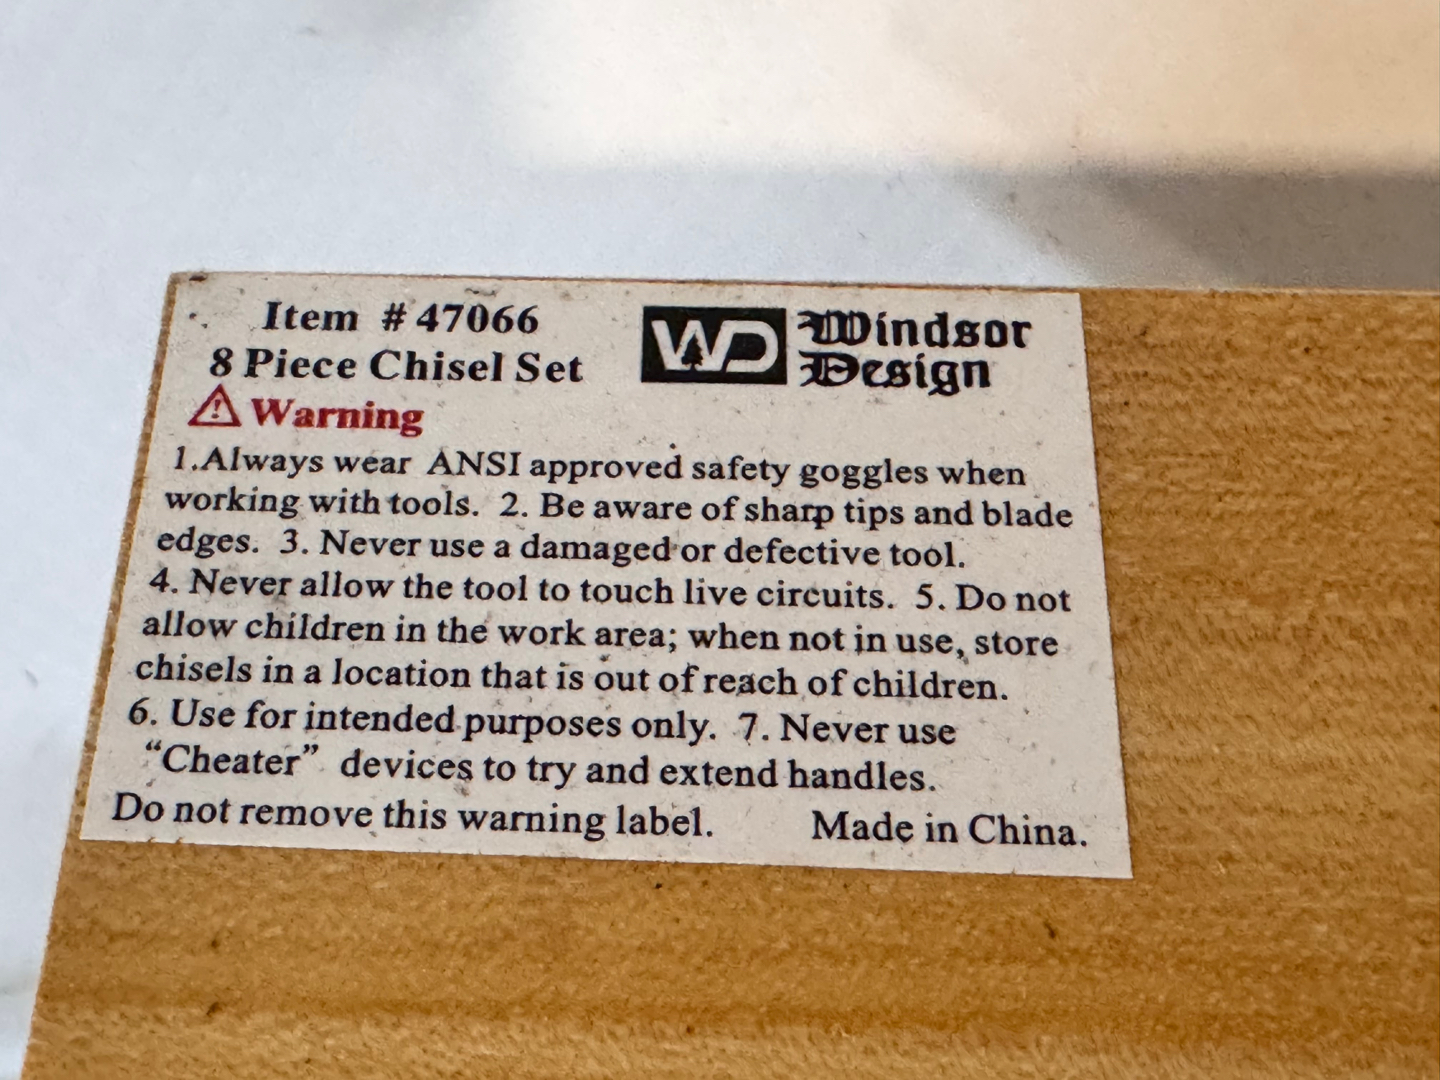 Item # 47066
8 Piece Chisel Set
WD
Windsor
Design
Warning
1.Always wear ANSI approved safety goggles when
working with tools. 2. Be aware of sharp tips and blade
edges. 3. Never use a damaged or defective tool.
4. Never allow the tool to touch live circuits. 5. Do not
allow children in the work area; when not in use, store
chisels in a location that is out of reach of children.
6. Use for intended purposes only. 7. Never use
“Cheater” devices to try and extend handles.
Do not remove this warning label. Made in China.